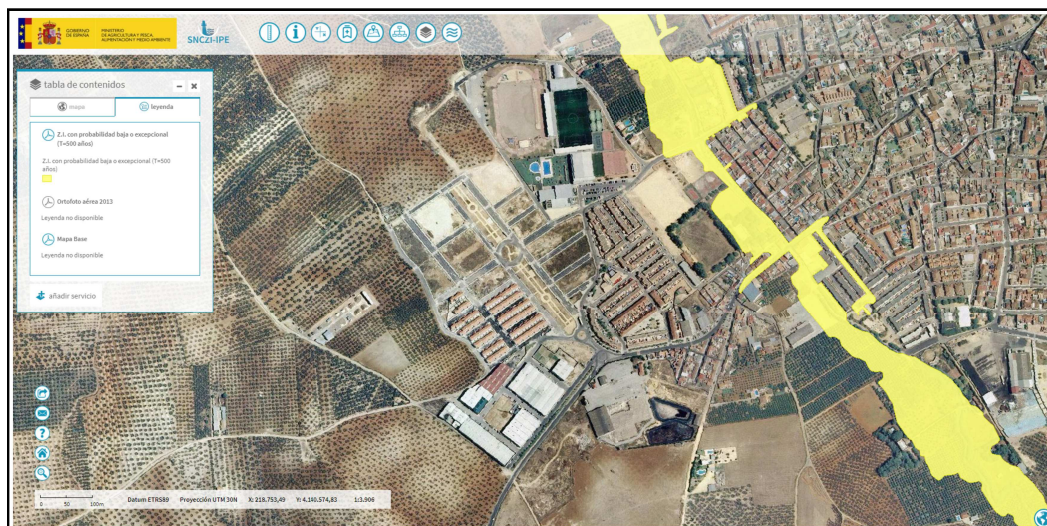 GOBIERNO
DE ESPAÑA
MINISTERIO
DE AGRICULTURA Y PESCA,
ALIMENTACIÓN Y MEDIO AMBIENTE
SNCZI-IPE
tabla de contenidos
mapa
leyenda
Z.I. con probabilidad baja o excepcional
(T=500 años)
Z.I. con probabilidad baja o excepcional (T=500
años)
Ortofoto aérea 2013
Leyenda no disponible
Mapa Base
Leyenda no disponible
añadir servicio
0 50 100m
Datum ETRS89 Proyección UTM 30N X: 218.753,49 Y: 4.140.574,83 1:3.906